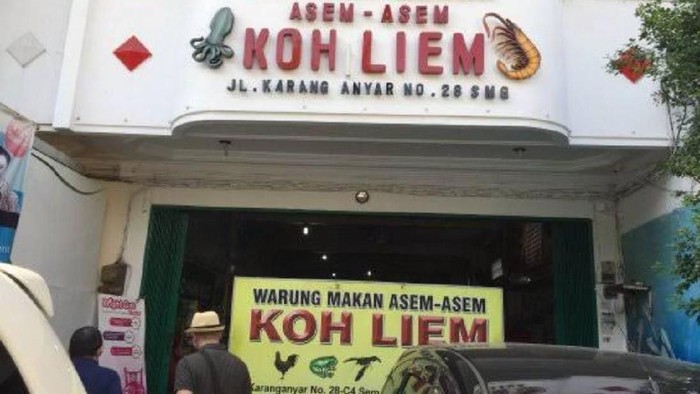 ASEM - ASEM
KOH LIEM
JL. KARANG ANYAR NO. 28 SMG
WARUNG MAKAN ASEM-ASEM
KOH LIEM
Karanganyar No. 28-C4 Sem